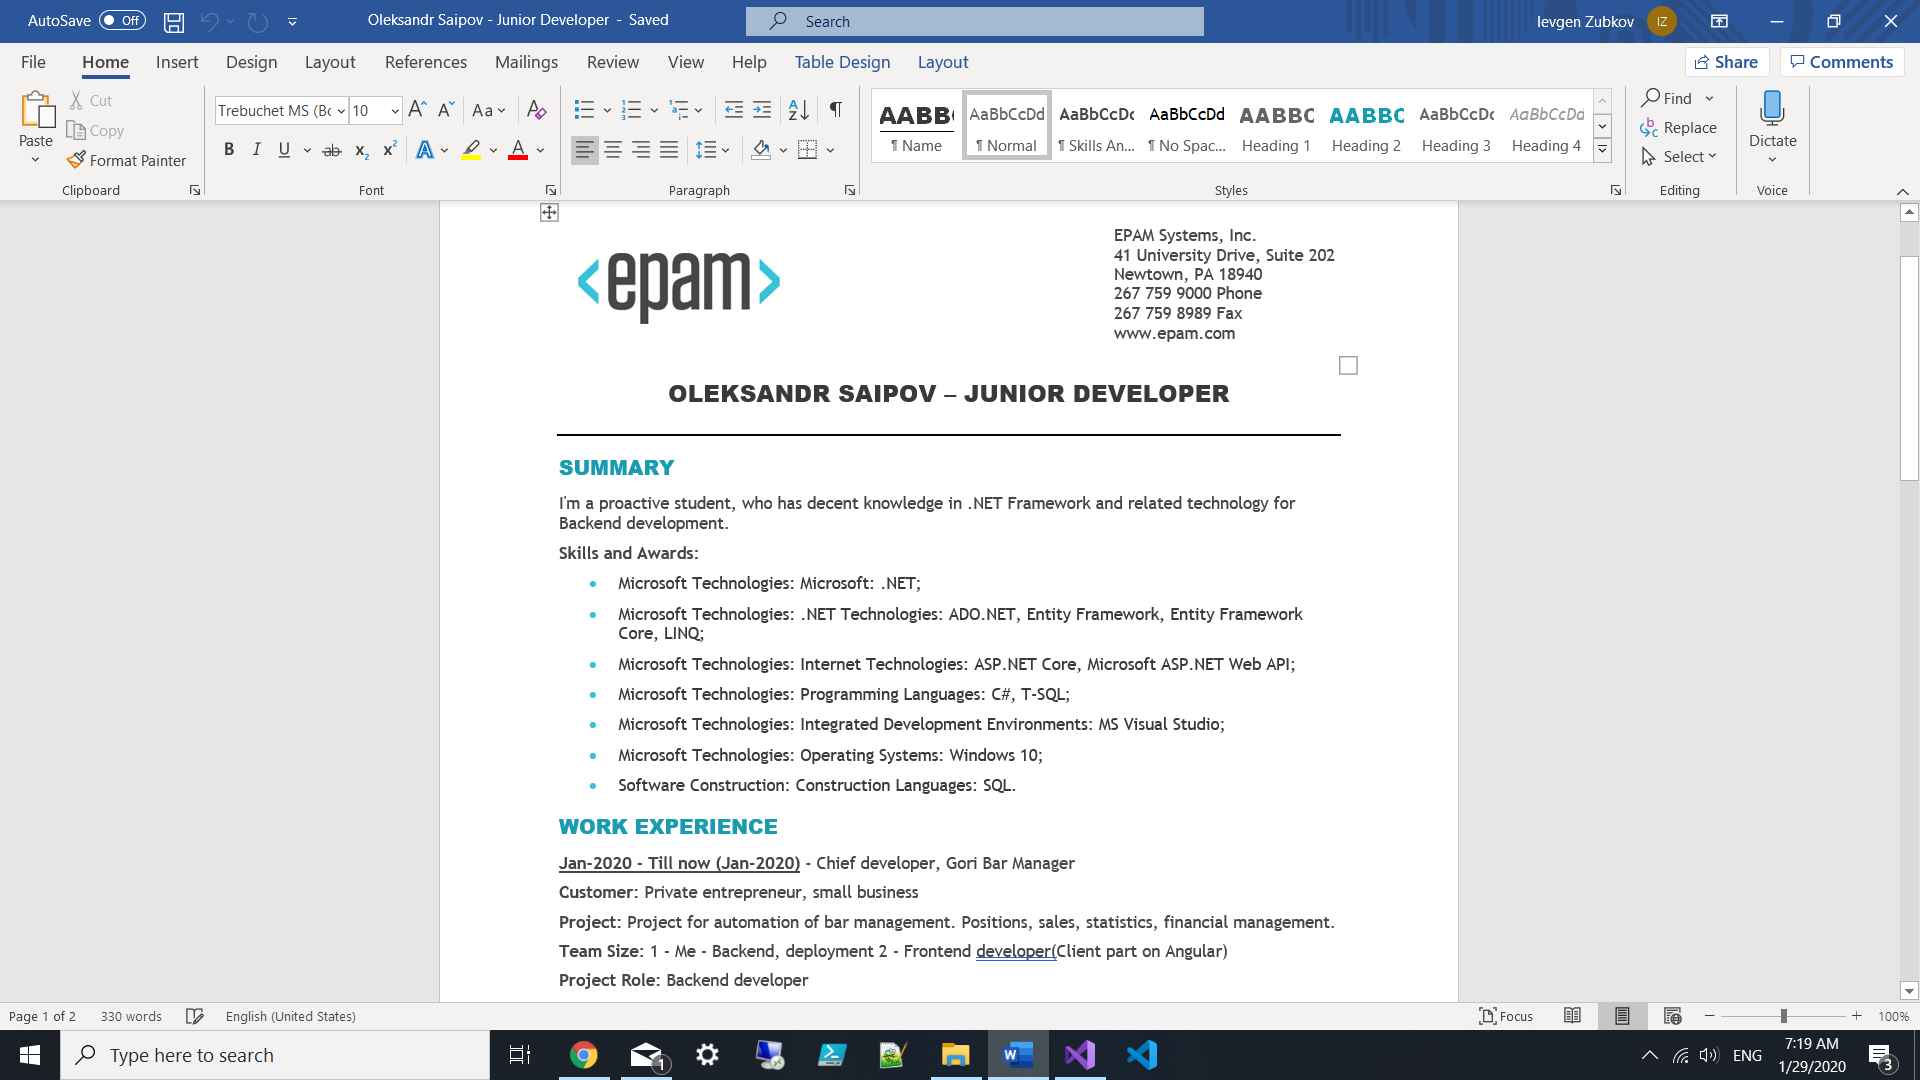 AutoSave Off
Oleksandr Saipov - Junior Developer - Saved
Search
Ievgen Zubkov IZ
File Home Insert Design Layout References Mailings Review View Help Table Design Layout
Share Comments
Paste
Cut
Copy
Format Painter
Clipboard
Trebuchet MS (Bo 10
Font
Paragraph
AABBC AaBbCcDd AaBbCcDc AaBbCcDd AABBC AABBC AaBbCcDc AaBbCcDd
¶ Name ¶ Normal ¶ Skills An... ¶ No Spac... Heading 1 Heading 2 Heading 3 Heading 4
Styles
Find
Replace
Select
Editing
Dictate
Voice
<epam>
EPAM Systems, Inc.
41 University Drive, Suite 202
Newtown, PA 18940
267 759 9000 Phone
267 759 8989 Fax
www.epam.com
OLEKSANDR SAIPOV – JUNIOR DEVELOPER
SUMMARY
I'm a proactive student, who has decent knowledge in .NET Framework and related technology for
Backend development.
Skills and Awards:
• Microsoft Technologies: Microsoft: .NET;
• Microsoft Technologies: .NET Technologies: ADO.NET, Entity Framework, Entity Framework
Core, LINQ;
• Microsoft Technologies: Internet Technologies: ASP.NET Core, Microsoft ASP.NET Web API;
• Microsoft Technologies: Programming Languages: C#, T-SQL;
• Microsoft Technologies: Integrated Development Environments: MS Visual Studio;
• Microsoft Technologies: Operating Systems: Windows 10;
• Software Construction: Construction Languages: SQL.
WORK EXPERIENCE
Jan-2020 - Till now (Jan-2020) - Chief developer, Gori Bar Manager
Customer: Private entrepreneur, small business
Project: Project for automation of bar management. Positions, sales, statistics, financial management.
Team Size: 1 - Me - Backend, deployment 2 - Frontend developer(Client part on Angular)
Project Role: Backend developer
Page 1 of 2 330 words English (United States)
Focus 100%
Type here to search
1
ENG
7:19 AM
1/29/2020
3